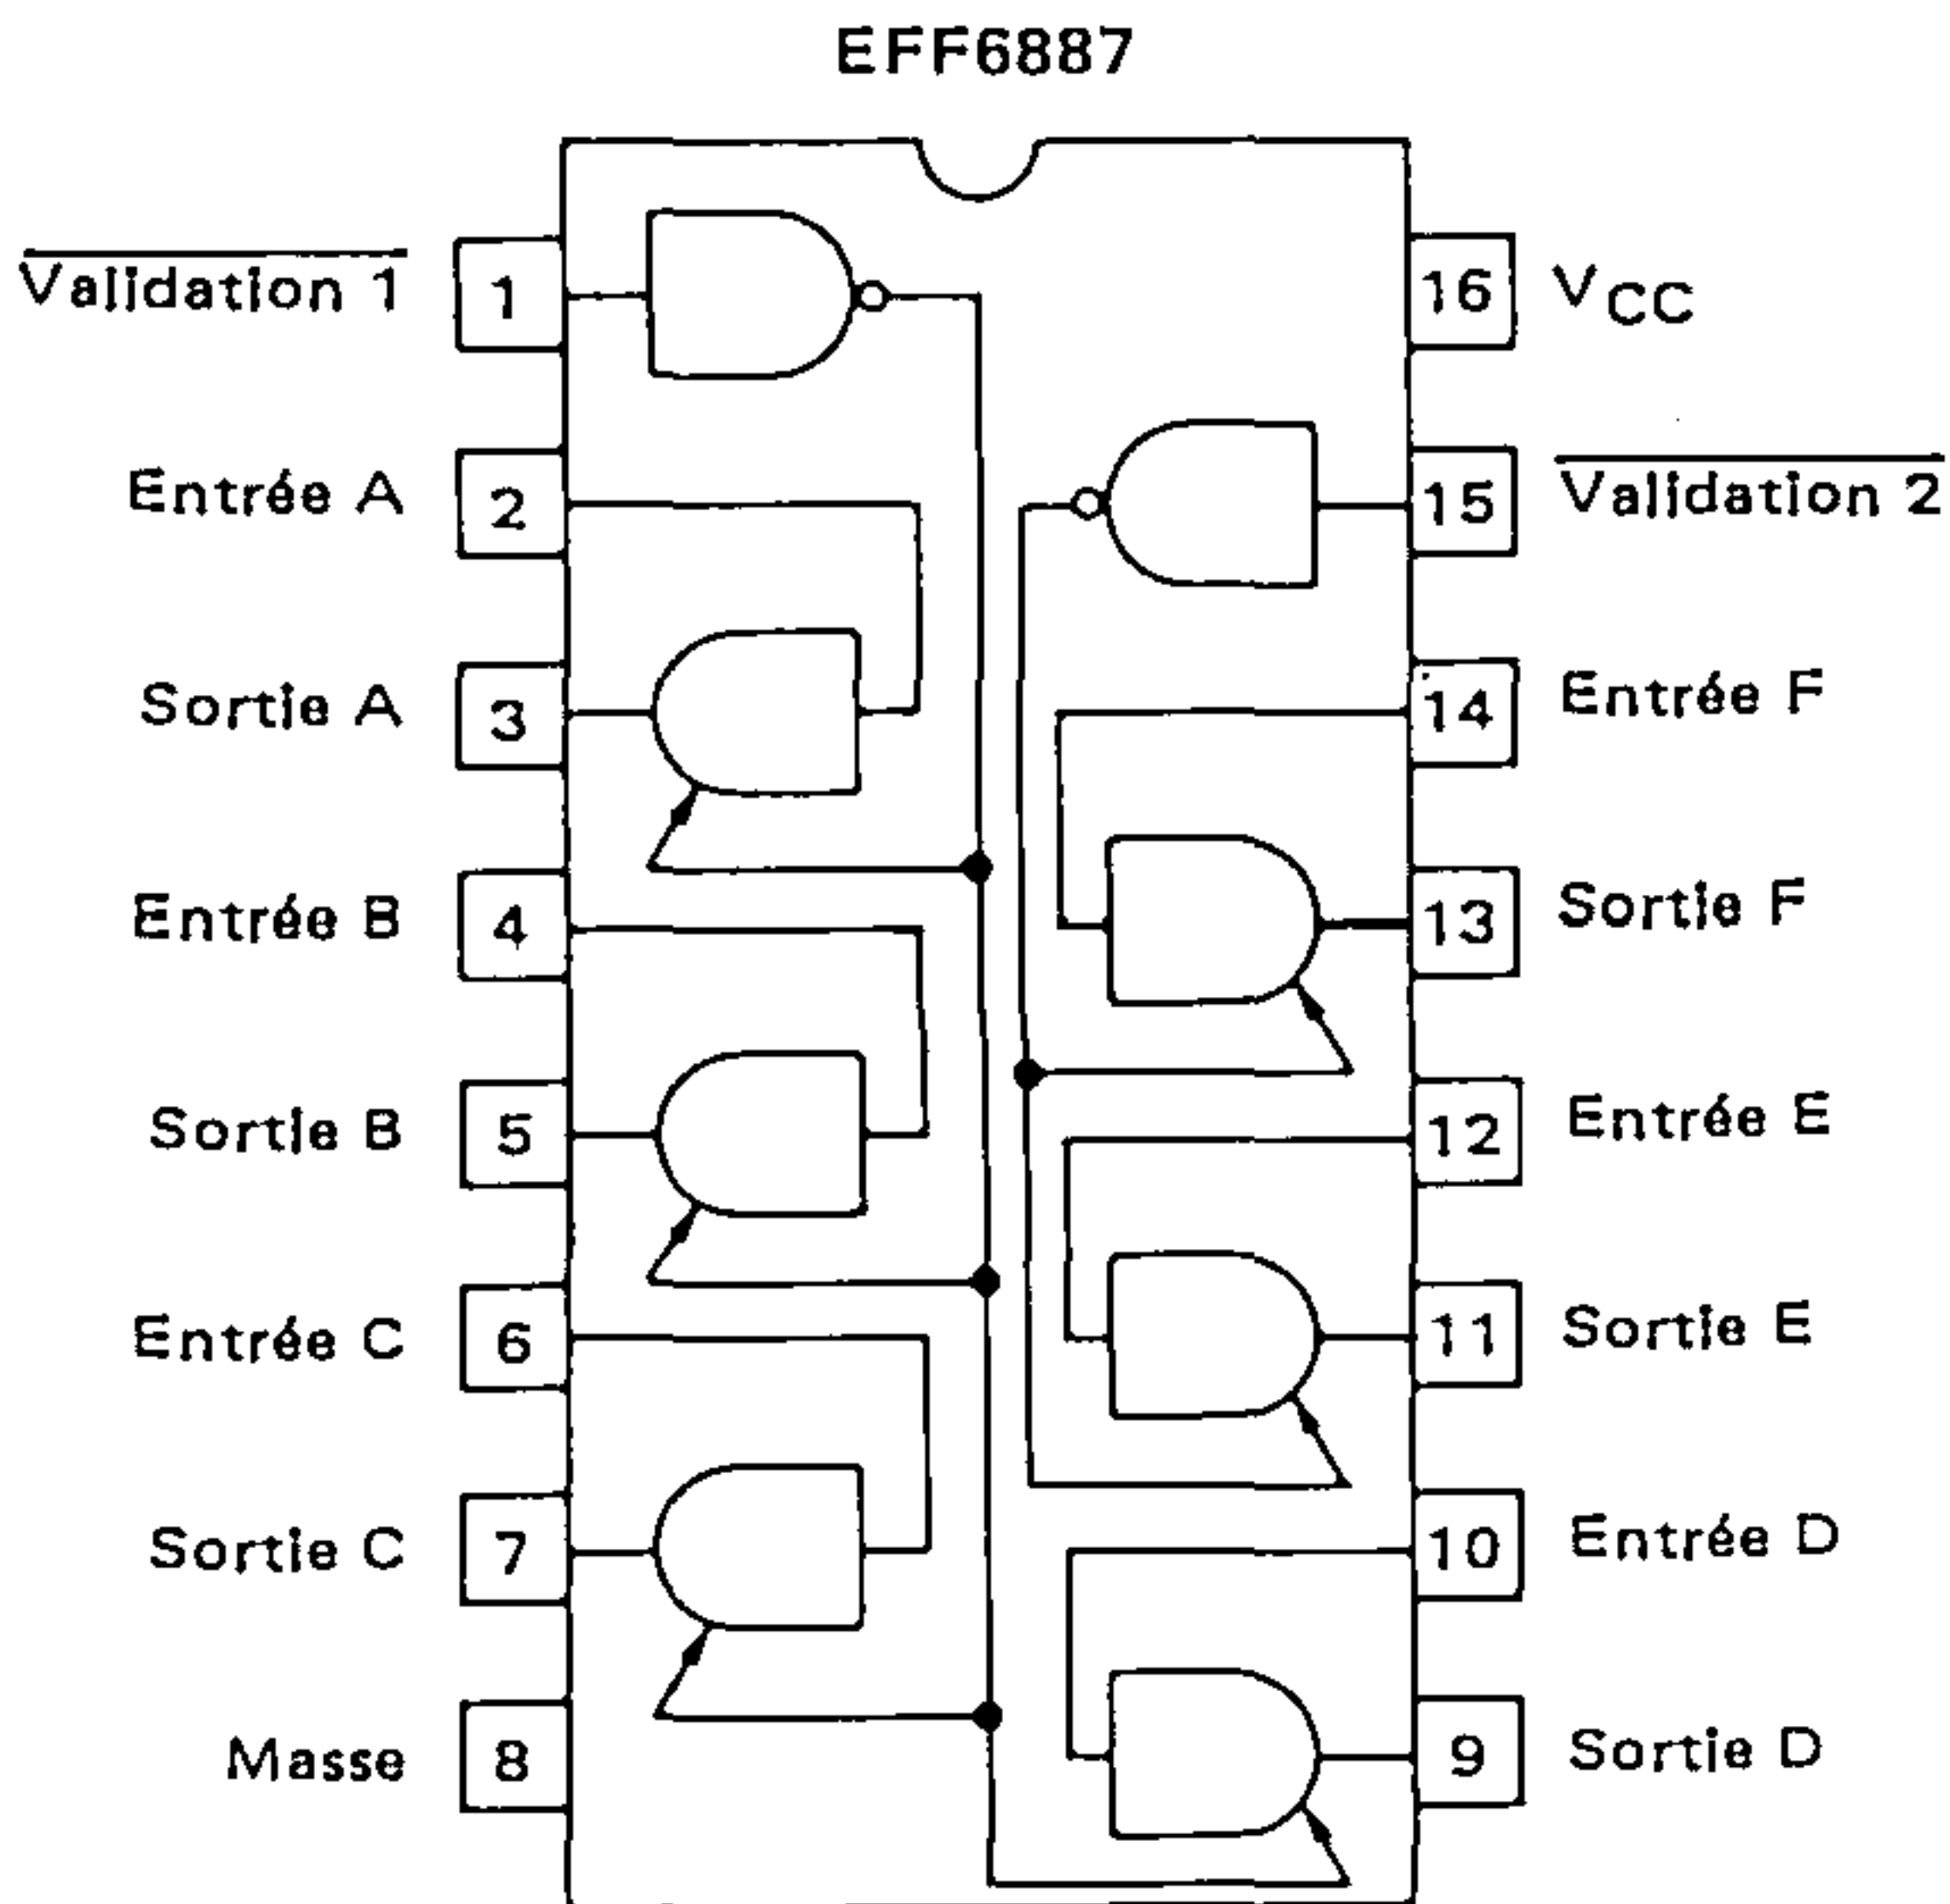 EFF6887
Validation 1
1
16
VCC
Entrée A
2
15
Validation 2
Sortie A
3
14
Entrée F
Entrée B
4
13
Sortie F
Sortie B
5
12
Entrée E
Entrée C
6
11
Sortie E
Sortie C
7
10
Entrée D
Masse
8
9
Sortie D